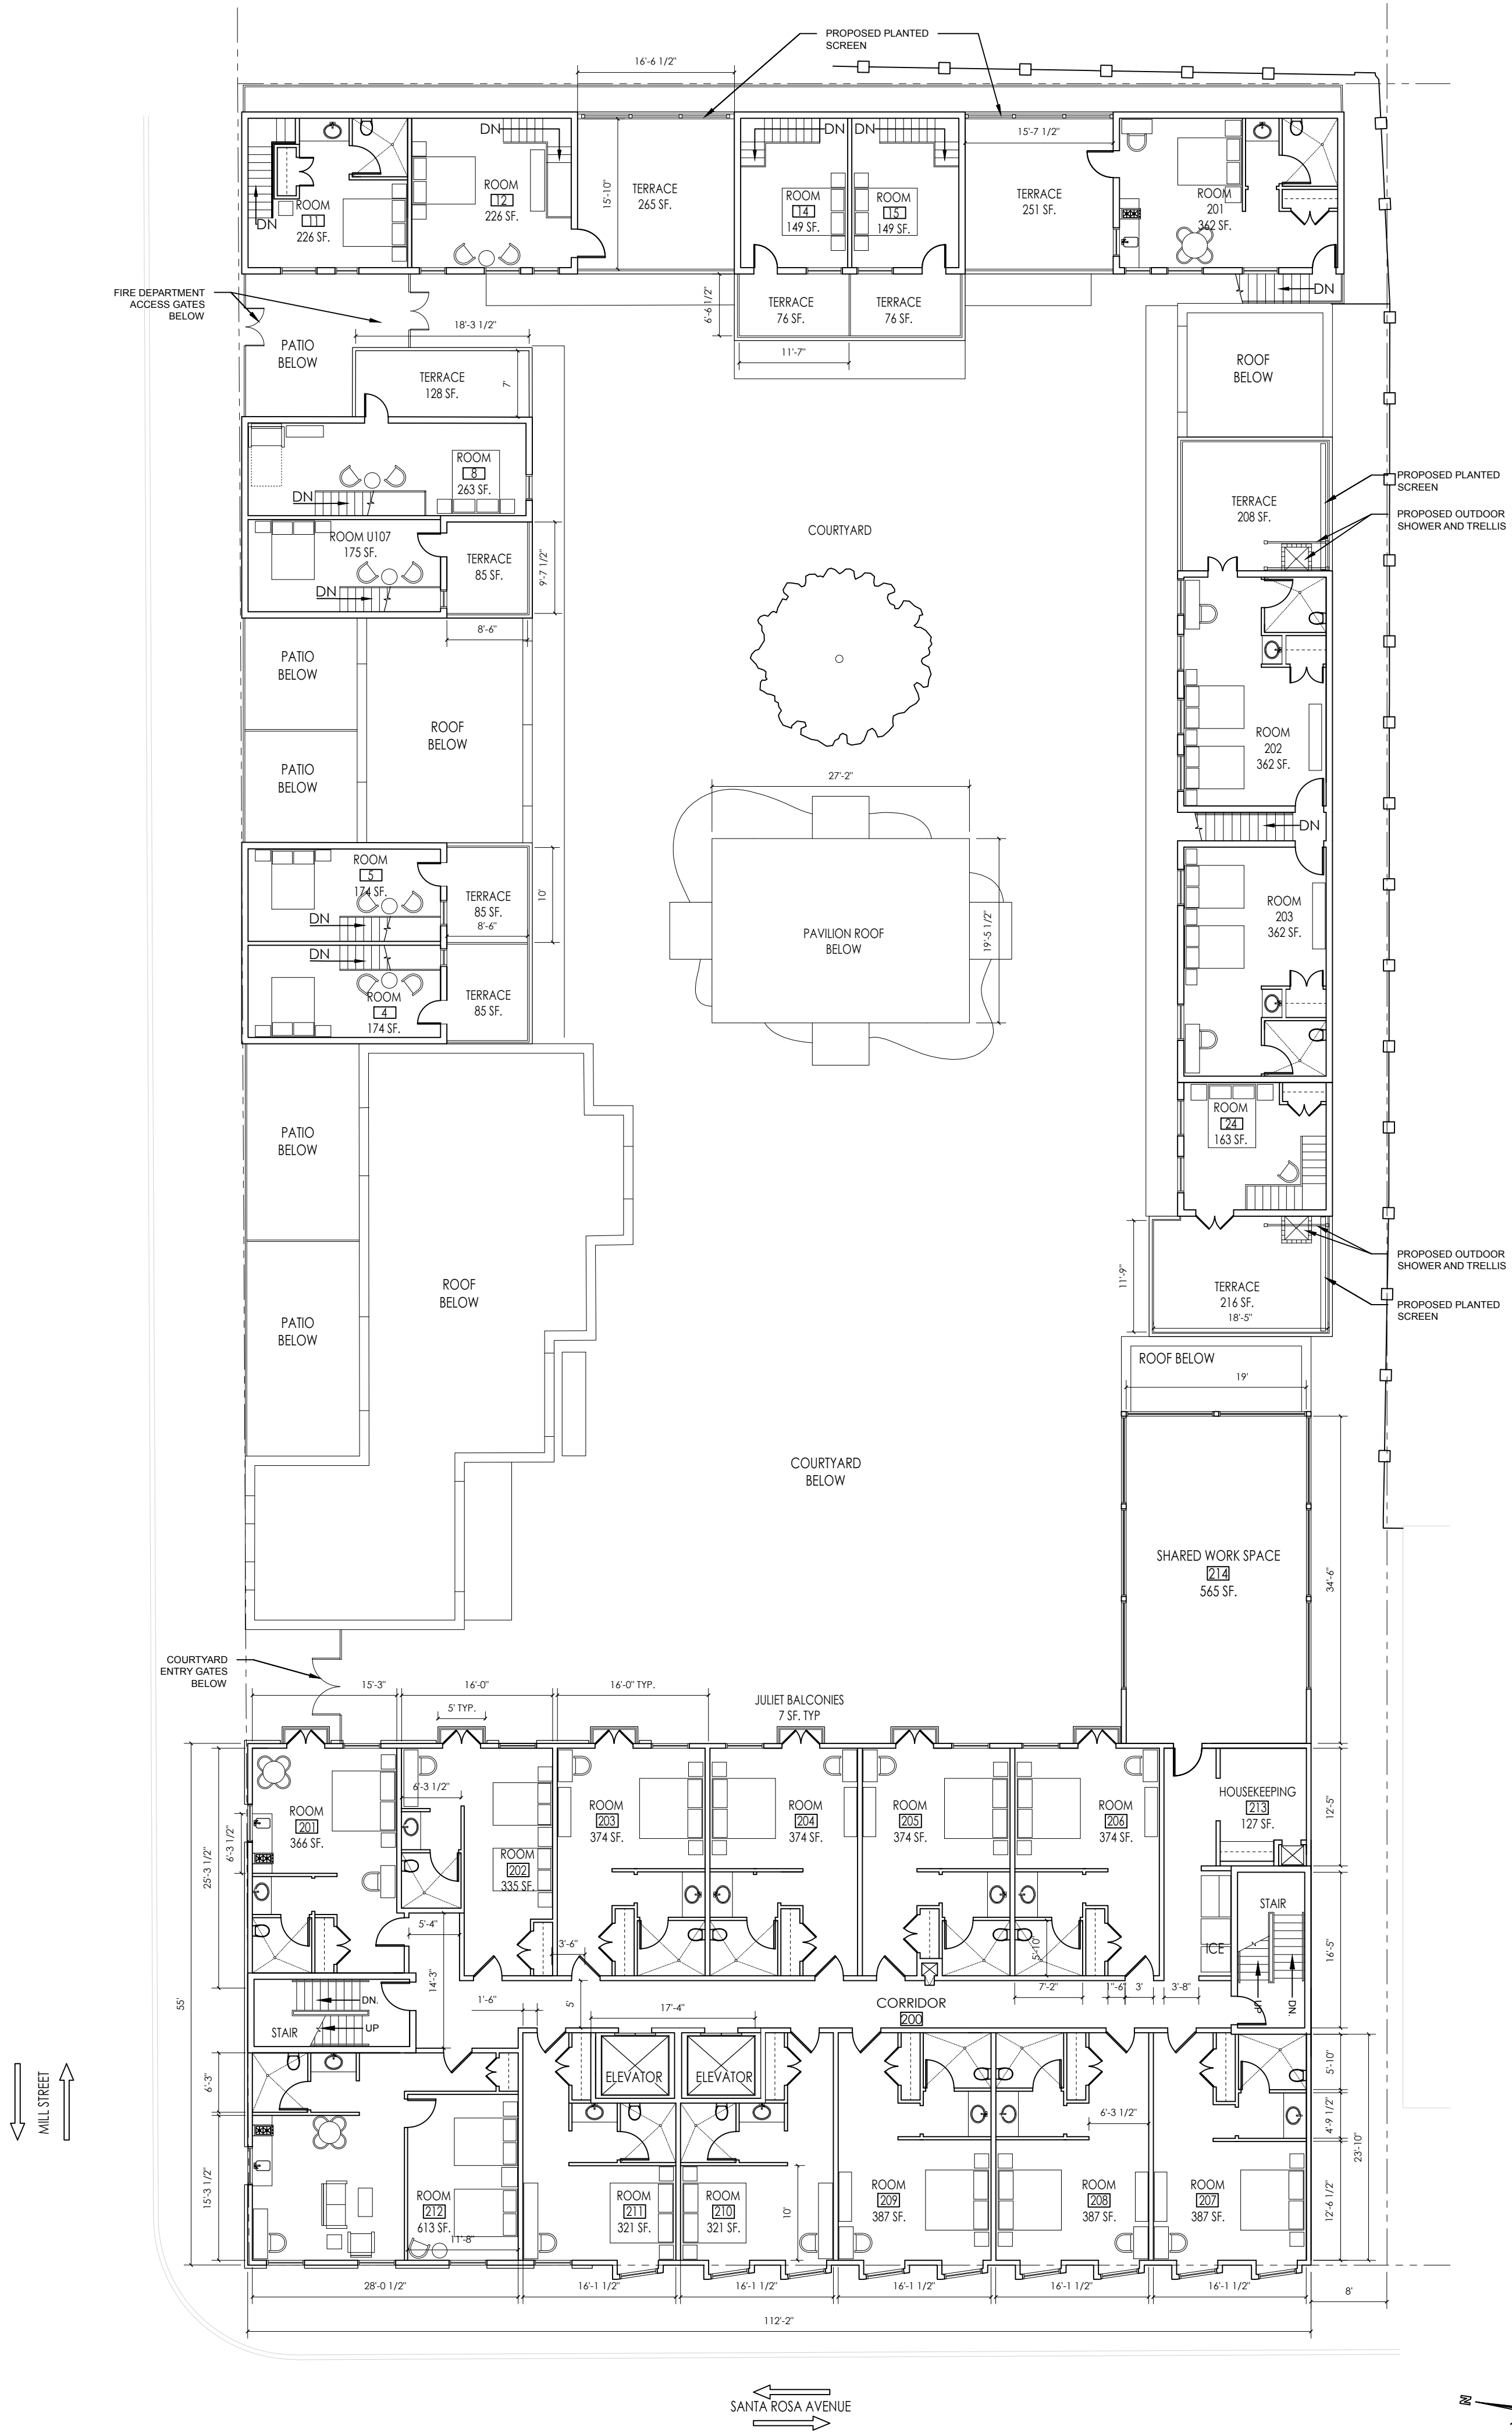 PROPOSED PLANTED
SCREEN
16'-6 1/2"
DN
DN
DN
15'-7 1/2"
ROOM
11
226 SF.
DN
ROOM
12
226 SF.
15'-10"
TERRACE
265 SF.
ROOM
14
149 SF.
ROOM
15
149 SF.
TERRACE
251 SF.
ROOM
201
362 SF.
DN
FIRE DEPARTMENT
ACCESS GATES
BELOW
PATIO
BELOW
18'-3 1/2"
6'-6 1/2"
TERRACE
76 SF.
TERRACE
76 SF.
11'-7"
ROOF
BELOW
TERRACE
128 SF.
7'
ROOM
8
263 SF.
DN
ROOM U107
175 SF.
DN
TERRACE
85 SF.
9'-7 1/2"
8'-6"
COURTYARD
TERRACE
208 SF.
PROPOSED PLANTED
SCREEN
PROPOSED OUTDOOR
SHOWER AND TRELLIS
PATIO
BELOW
ROOF
BELOW
PATIO
BELOW
ROOM
202
362 SF.
27'-2"
DN
ROOM
5
174 SF.
DN
TERRACE
85 SF.
8'-6"
10'
DN
ROOM
4
174 SF.
TERRACE
85 SF.
PAVILION ROOF
BELOW
19'-5 1/2"
ROOM
203
362 SF.
PATIO
BELOW
ROOM
24
163 SF.
PROPOSED OUTDOOR
SHOWER AND TRELLIS
PATIO
BELOW
ROOF
BELOW
11'-9"
TERRACE
216 SF.
18'-5"
PROPOSED PLANTED
SCREEN
ROOF BELOW
19'
COURTYARD
BELOW
SHARED WORK SPACE
214
565 SF.
34'-6"
COURTYARD
ENTRY GATES
BELOW
15'-3"
16'-0"
16'-0" TYP.
5' TYP.
JULIET BALCONIES
7 SF. TYP
6'-3 1/2"
25'-3 1/2"
6'-3 1/2"
ROOM
201
366 SF.
ROOM
202
335 SF.
ROOM
203
374 SF.
ROOM
204
374 SF.
ROOM
205
374 SF.
ROOM
206
374 SF.
HOUSEKEEPING
213
127 SF.
12'-5"
STAIR
ICE
16'-5"
UP
DN.
5'-4"
3'-6"
5'-10"
14'-3"
DN.
UP
STAIR
1'-6"
5'
17'-4"
7'-2"
1"-6"
3'
3'-8"
CORRIDOR
200
55'
MILL STREET
6'-3"
15'-3 1/2"
ELEVATOR
ELEVATOR
6'-3 1/2"
5'-10"
4'-9 1/2"
23'-10"
12'-6 1/2"
ROOM
212
613 SF.
11'-8"
ROOM
211
321 SF.
ROOM
210
321 SF.
10'
ROOM
209
387 SF.
ROOM
208
387 SF.
ROOM
207
387 SF.
28'-0 1/2"
16'-1 1/2"
16'-1 1/2"
16'-1 1/2"
16'-1 1/2"
16'-1 1/2"
8'
112'-2"
SANTA ROSA AVENUE
N